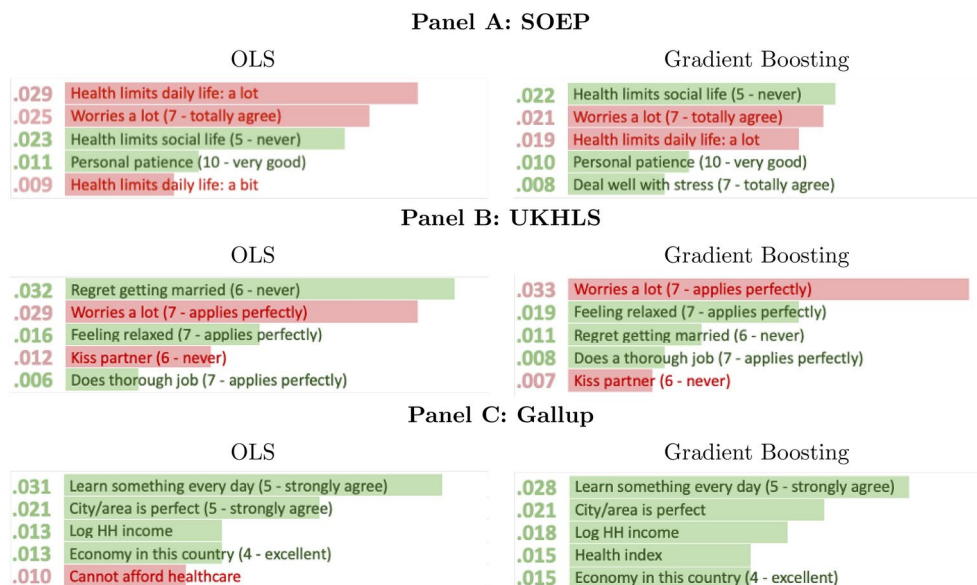 Panel A: SOEP
OLS
.029 Health limits daily life: a lot
.025 Worries a lot (7 - totally agree)
.023 Health limits social life (5 - never)
.011 Personal patience (10 - very good)
.009 Health limits daily life: a bit
Gradient Boosting
.022 Health limits social life (5 - never)
.021 Worries a lot (7 - totally agree)
.019 Health limits daily life: a lot
.010 Personal patience (10 - very good)
.008 Deal well with stress (7 - totally agree)
Panel B: UKHLS
OLS
.032 Regret getting married (6 - never)
.029 Worries a lot (7 - applies perfectly)
.016 Feeling relaxed (7 - applies perfectly)
.012 Kiss partner (6 - never)
.006 Does thorough job (7 - applies perfectly)
Gradient Boosting
.033 Worries a lot (7 - applies perfectly)
.019 Feeling relaxed (7 - applies perfectly)
.011 Regret getting married (6 - never)
.008 Does a thorough job (7 - applies perfectly)
.007 Kiss partner (6 - never)
Panel C: Gallup
OLS
.031 Learn something every day (5 - strongly agree)
.021 City/area is perfect (5 - strongly agree)
.013 Log HH income
.013 Economy in this country (4 - excellent)
.010 Cannot afford healthcare
Gradient Boosting
.028 Learn something every day (5 - strongly agree)
.021 City/area is perfect
.018 Log HH income
.015 Health index
.015 Economy in this country (4 - excellent)